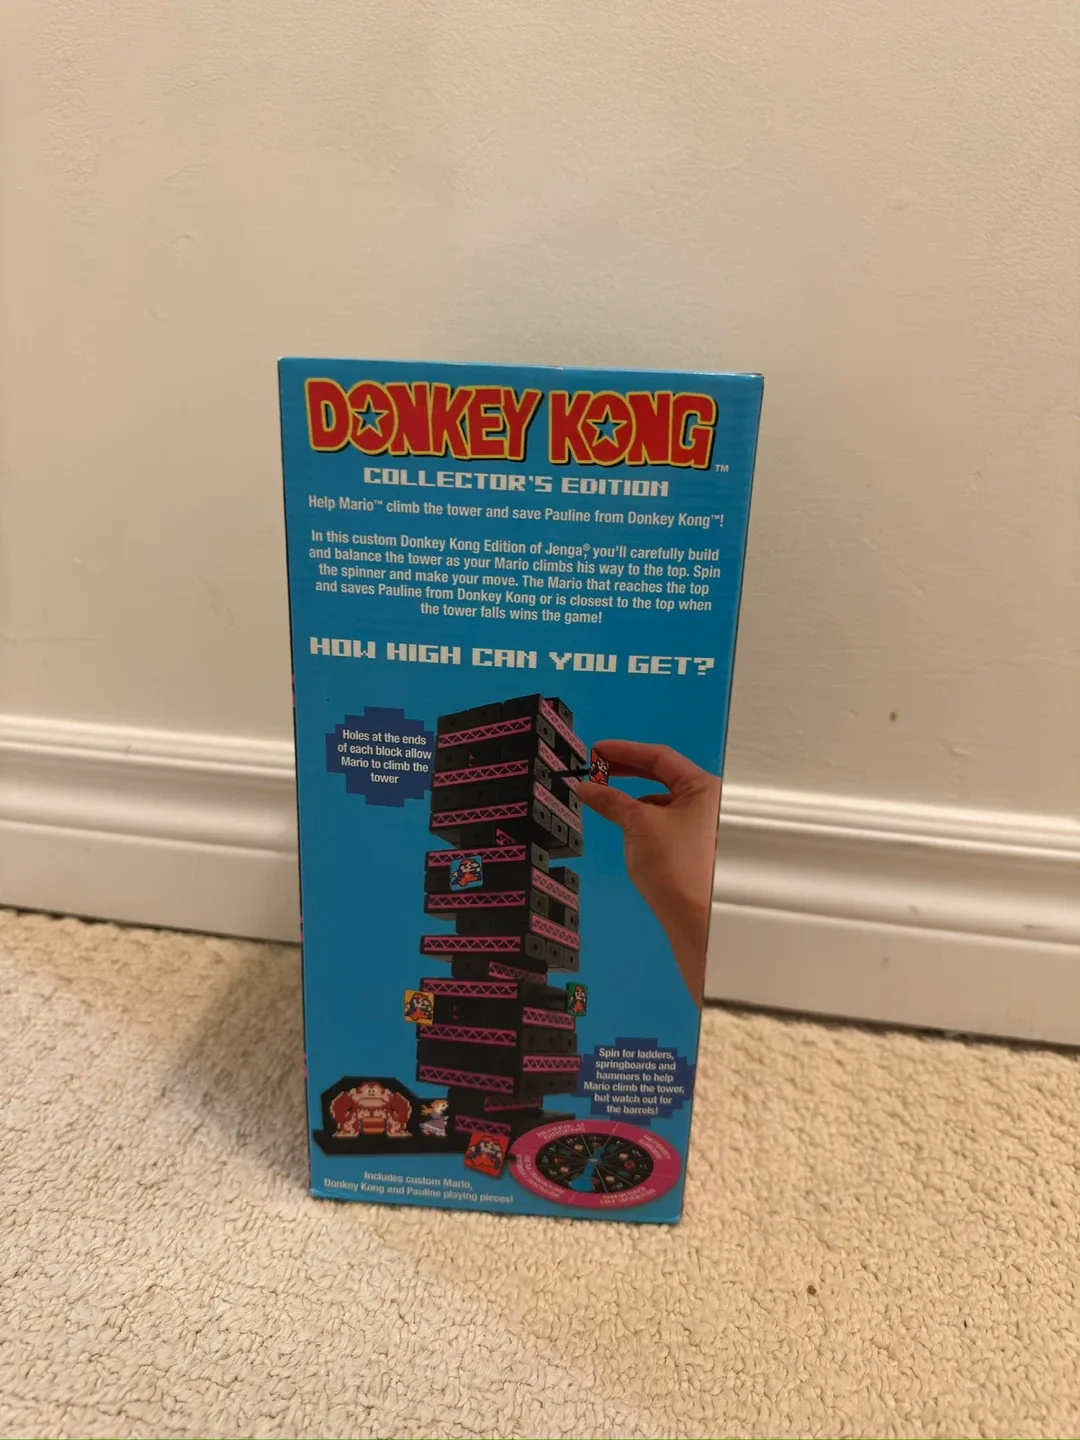 DONKEY KONG™
COLLECTOR'S EDITION
Help Mario™ climb the tower and save Pauline from Donkey Kong™!
In this custom Donkey Kong Edition of Jenga®, you'll carefully build
and balance the tower as your Mario climbs his way to the top. Spin
the spinner and make your move. The Mario that reaches the top
and saves Pauline from Donkey Kong or is closest to the top when
the tower falls wins the game!
HOW HIGH CAN YOU GET?
Holes at the ends
of each block allow
Mario to climb the
tower
Spin for ladders,
springboards and
hammers to help
Mario climb the tower,
but watch out for
the barrels!
Includes custom Mario,
Donkey Kong and Pauline playing pieces!